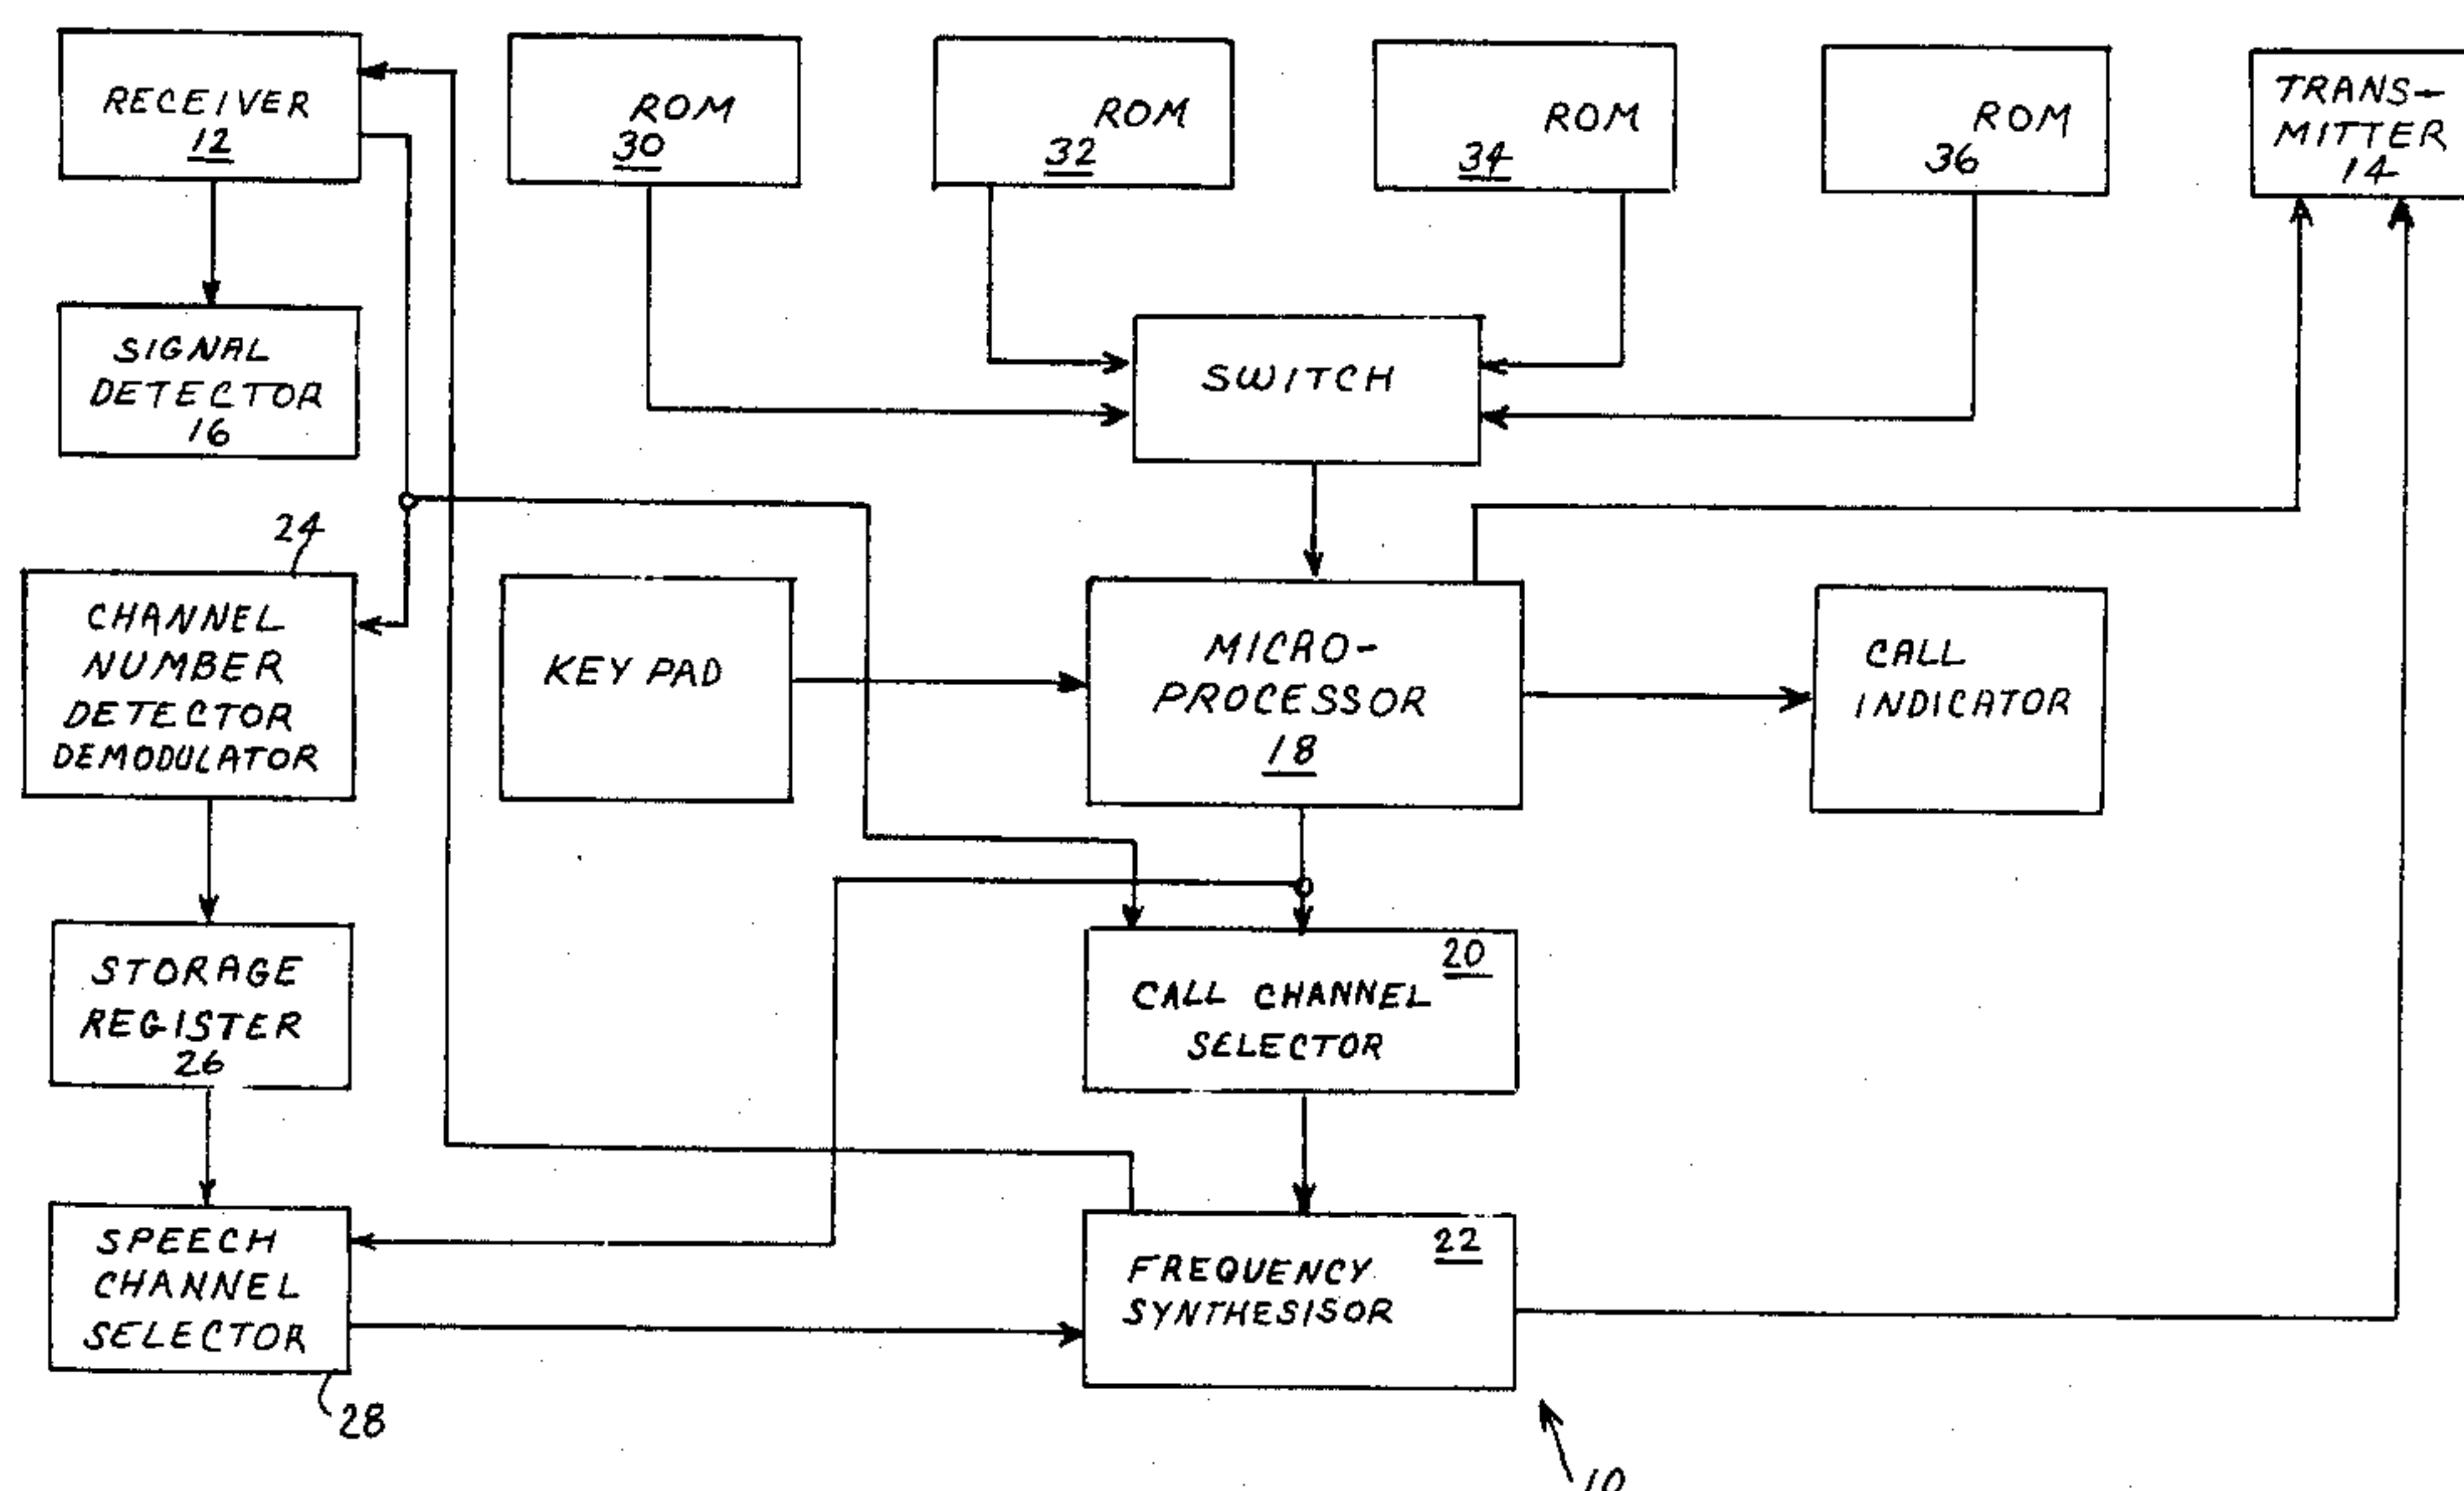 RECEIVER
12
ROM
30
ROM
32
ROM
34
ROM
36
TRANS-
MITTER
14
SIGNAL
DETECTOR
16
SWITCH
24
CHANNEL
NUMBER
DETECTOR
DEMODULATOR
KEY PAD
MICRO-
PROCESSOR
18
CALL
INDICATOR
STORAGE
REGISTER
26
20
CALL CHANNEL
SELECTOR
SPEECH
CHANNEL
SELECTOR
28
22
FREQUENCY
SYNTHESISOR
10